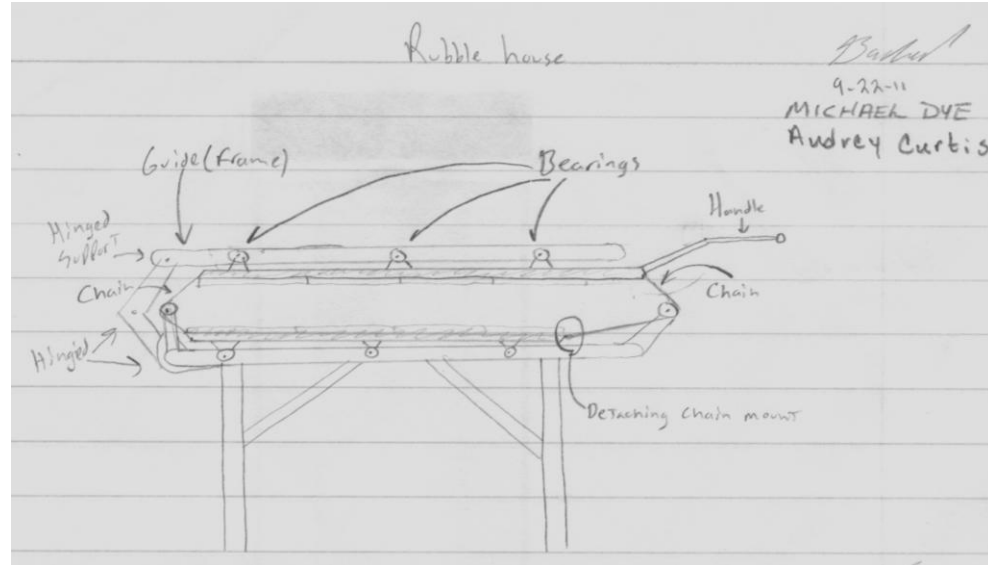 Rubble house
9-22-11
MICHAEL DYE
Audrey Curtis
Guide (Frame)
Bearings
Handle
Hinged
Support
Chain
Chain
Hinged
Detaching Chain mount